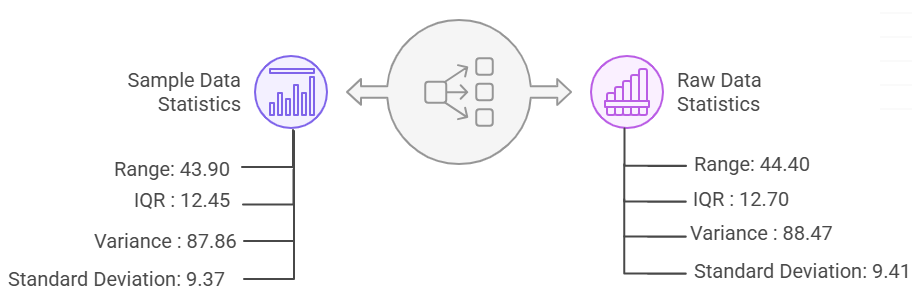 Sample Data
Statistics
Range: 43.90
IQR : 12.45
Variance : 87.86
Standard Deviation: 9.37
Raw Data
Statistics
Range: 44.40
IQR : 12.70
Variance : 88.47
Standard Deviation: 9.41